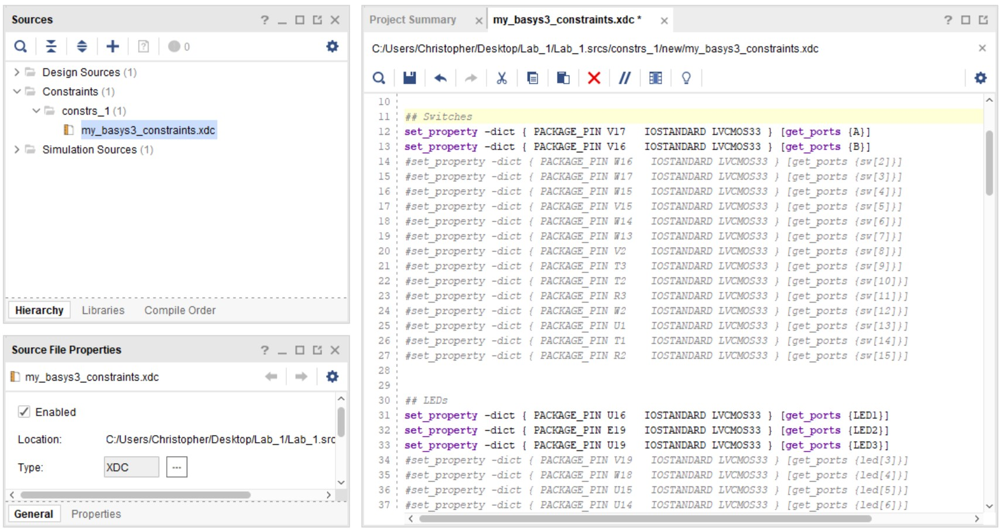 Sources
? 0
Design Sources (1)
Constraints (1)
constrs_1 (1)
my_basys3_constraints.xdc
Simulation Sources (1)
Hierarchy Libraries Compile Order
Source File Properties
my_basys3_constraints.xdc
Enabled
Location: C:/Users/Christopher/Desktop/Lab_1/Lab_1.src
Type: XDC ...
General Properties
Project Summary my_basys3_constraints.xdc *
C:/Users/Christopher/Desktop/Lab_1/Lab_1.srcs/constrs_1/new/my_basys3_constraints.xdc
10
11 ## Switches
12 set_property -dict { PACKAGE_PIN V17 IOSTANDARD LVCMOS33 } [get_ports {A}]
13 set_property -dict { PACKAGE_PIN V16 IOSTANDARD LVCMOS33 } [get_ports {B}]
14 #set_property -dict { PACKAGE_PIN W16 IOSTANDARD LVCMOS33 } [get_ports {sw[2]}]
15 #set_property -dict { PACKAGE_PIN W17 IOSTANDARD LVCMOS33 } [get_ports {sw[3]}]
16 #set_property -dict { PACKAGE_PIN W15 IOSTANDARD LVCMOS33 } [get_ports {sw[4]}]
17 #set_property -dict { PACKAGE_PIN V15 IOSTANDARD LVCMOS33 } [get_ports {sw[5]}]
18 #set_property -dict { PACKAGE_PIN W14 IOSTANDARD LVCMOS33 } [get_ports {sw[6]}]
19 #set_property -dict { PACKAGE_PIN W13 IOSTANDARD LVCMOS33 } [get_ports {sw[7]}]
20 #set_property -dict { PACKAGE_PIN V2 IOSTANDARD LVCMOS33 } [get_ports {sw[8]}]
21 #set_property -dict { PACKAGE_PIN T3 IOSTANDARD LVCMOS33 } [get_ports {sw[9]}]
22 #set_property -dict { PACKAGE_PIN T2 IOSTANDARD LVCMOS33 } [get_ports {sw[10]}]
23 #set_property -dict { PACKAGE_PIN R3 IOSTANDARD LVCMOS33 } [get_ports {sw[11]}]
24 #set_property -dict { PACKAGE_PIN W2 IOSTANDARD LVCMOS33 } [get_ports {sw[12]}]
25 #set_property -dict { PACKAGE_PIN U1 IOSTANDARD LVCMOS33 } [get_ports {sw[13]}]
26 #set_property -dict { PACKAGE_PIN T1 IOSTANDARD LVCMOS33 } [get_ports {sw[14]}]
27 #set_property -dict { PACKAGE_PIN R2 IOSTANDARD LVCMOS33 } [get_ports {sw[15]}]
28
29
30 ## LEDs
31 set_property -dict { PACKAGE_PIN U16 IOSTANDARD LVCMOS33 } [get_ports {LED1}]
32 set_property -dict { PACKAGE_PIN E19 IOSTANDARD LVCMOS33 } [get_ports {LED2}]
33 set_property -dict { PACKAGE_PIN U19 IOSTANDARD LVCMOS33 } [get_ports {LED3}]
34 #set_property -dict { PACKAGE_PIN V19 IOSTANDARD LVCMOS33 } [get_ports {led[3]}]
35 #set_property -dict { PACKAGE_PIN W18 IOSTANDARD LVCMOS33 } [get_ports {led[4]}]
36 #set_property -dict { PACKAGE_PIN U15 IOSTANDARD LVCMOS33 } [get_ports {led[5]}]
37 #set_property -dict { PACKAGE_PIN U14 IOSTANDARD LVCMOS33 } [get_ports {led[6]}]